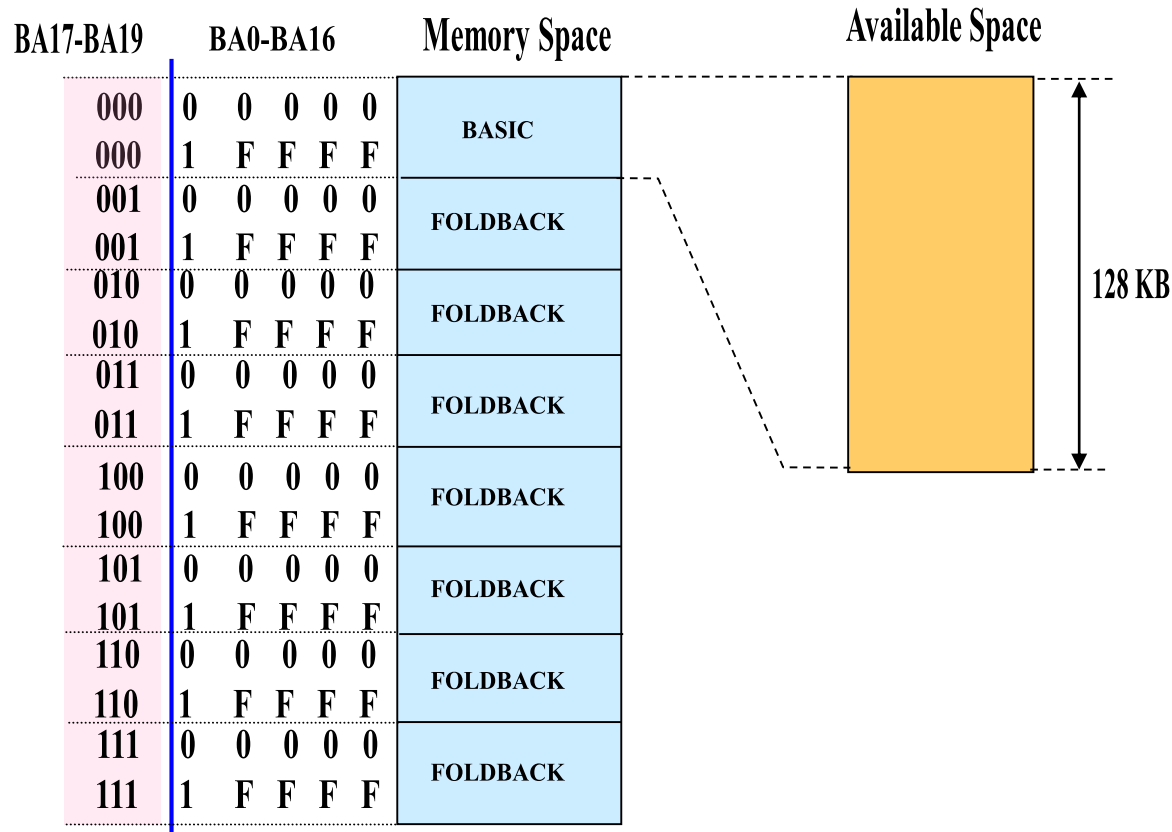 BA17-BA19 BA0-BA16 Memory Space Available Space
000 0 0 0 0 0
BASIC
000 1 F F F F
001 0 0 0 0 0
FOLDBACK
001 1 F F F F
010 0 0 0 0 0
128 KB
FOLDBACK
010 1 F F F F
011 0 0 0 0 0
FOLDBACK
011 1 F F F F
100 0 0 0 0 0
FOLDBACK
100 1 F F F F
101 0 0 0 0 0
FOLDBACK
101 1 F F F F
110 0 0 0 0 0
FOLDBACK
110 1 F F F F
111 0 0 0 0 0
FOLDBACK
111 1 F F F F